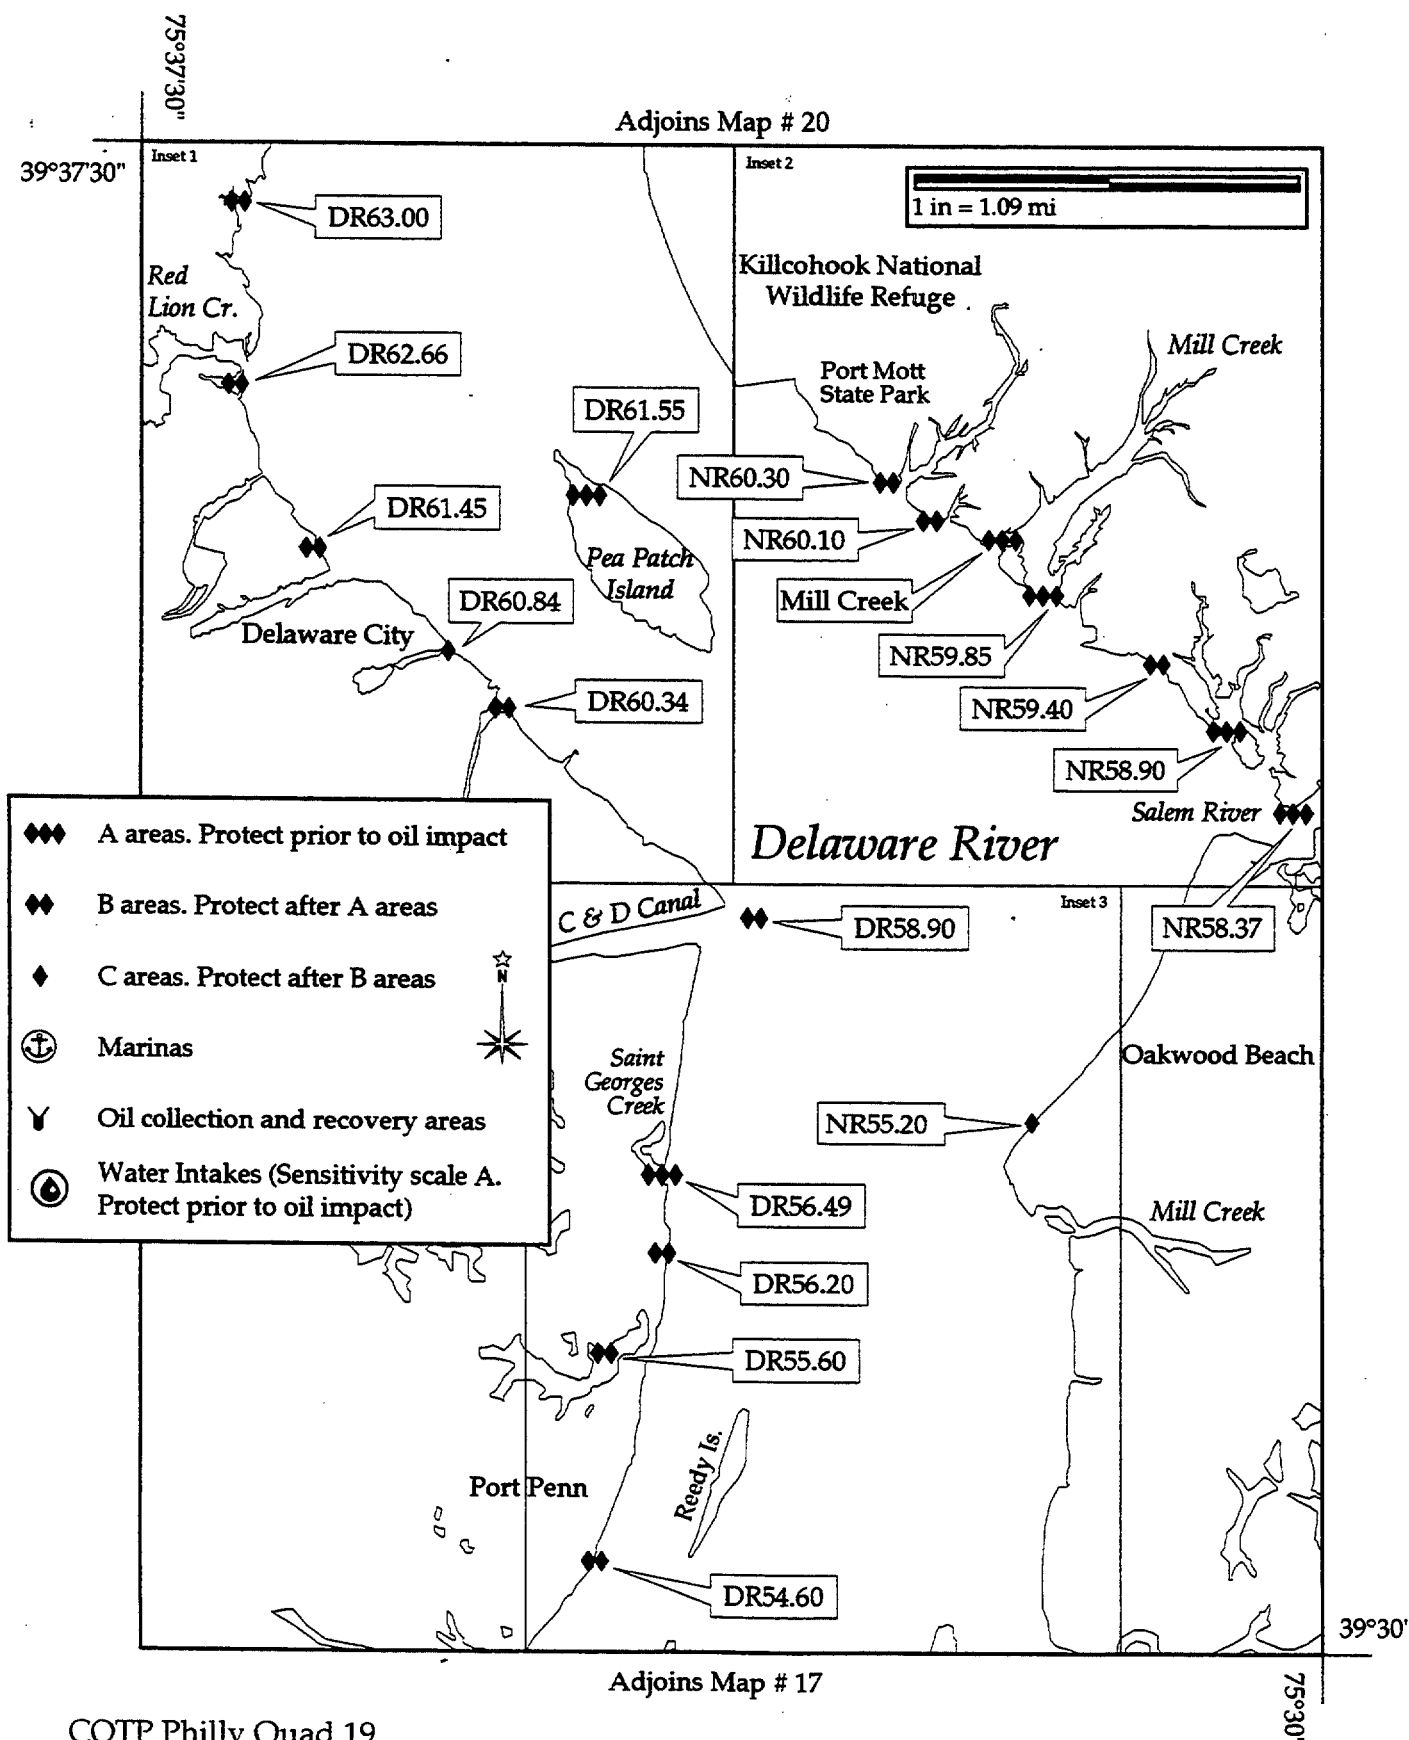 75°37'30"
Adjoins Map # 20
39°37'30"
Inset 1
Inset 2
1 in = 1.09 mi
DR63.00
Red
Lion Cr.
Killcohook National
Wildlife Refuge
DR62.66
Mill Creek
Port Mott
State Park
DR61.55
NR60.30
DR61.45
NR60.10
Pea Patch
Island
Mill Creek
DR60.84
Delaware City
NR59.85
DR60.34
NR59.40
NR58.90
Salem River
Delaware River
A areas. Protect prior to oil impact
B areas. Protect after A areas
C areas. Protect after B areas
N
Marinas
Oil collection and recovery areas
Water Intakes (Sensitivity scale A.
Protect prior to oil impact)
C & D Canal
Inset 3
DR58.90
NR58.37
Saint
Georges
Creek
Oakwood Beach
NR55.20
DR56.49
Mill Creek
DR56.20
DR55.60
Reedy Is.
Port Penn
DR54.60
39°30'
Adjoins Map # 17
75°30'
COTP Philly Quad 19